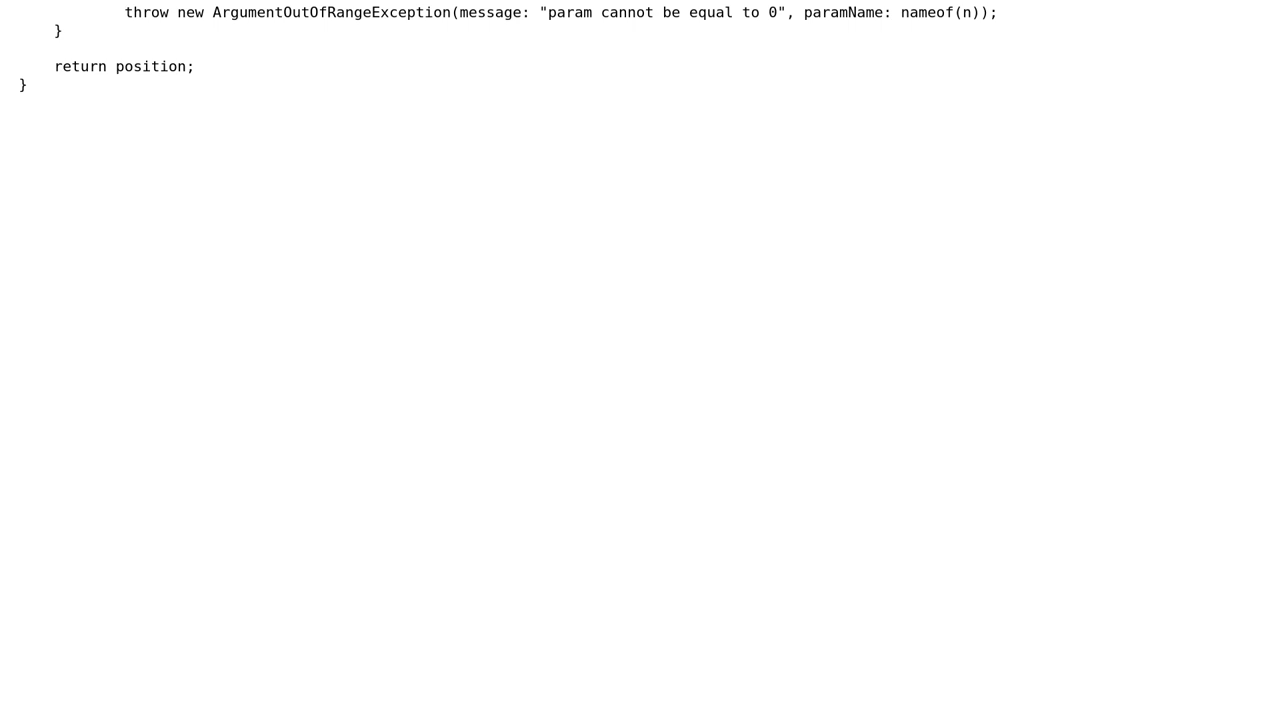 throw new ArgumentOutOfRangeException(message: "param cannot be equal to 0", paramName: nameof(n));
}
return position;
}